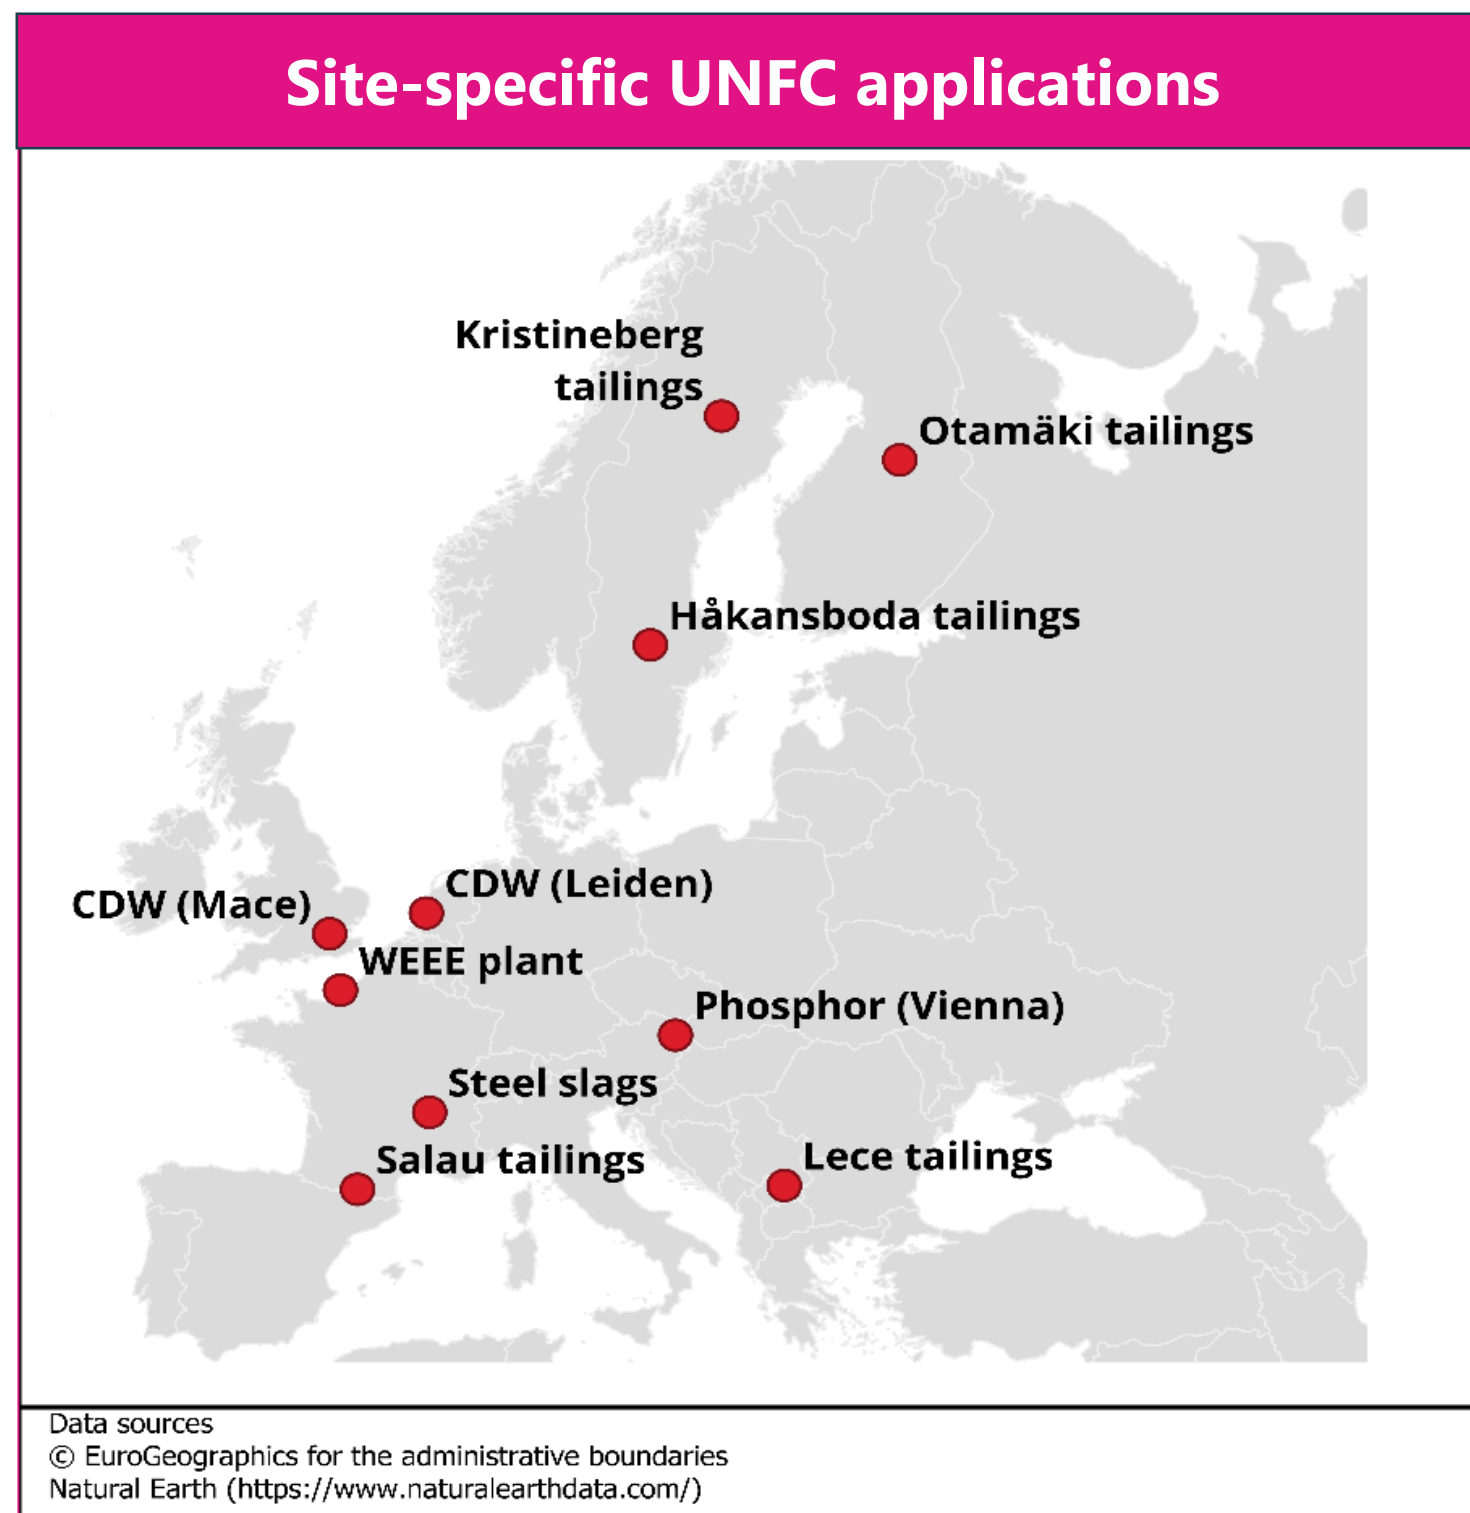 Site-specific UNFC applications
Kristineberg
tailings
Otamäki tailings
Håkansboda tailings
CDW (Leiden)
CDW (Mace)
WEEE plant
Phosphor (Vienna)
Steel slags
Salau tailings
Lece tailings
Data sources
© EuroGeographics for the administrative boundaries
Natural Earth (https://www.naturalearthdata.com/)